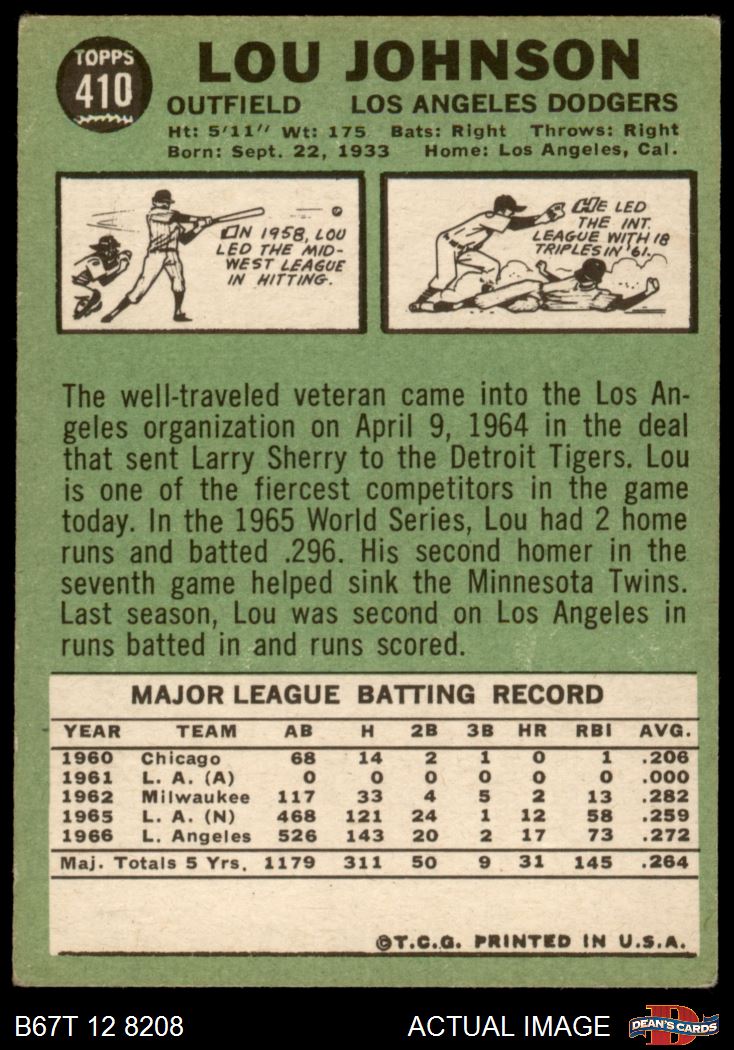 TOPPS
410
LOU JOHNSON
OUTFIELD LOS ANGELES DODGERS
Ht: 5'11" Wt: 175 Bats: Right Throws: Right
Born: Sept. 22, 1933 Home: Los Angeles, Cal.
IN 1958, LOU
LED THE MID-
WEST LEAGUE
IN HITTING.
HE LED
THE INT.
LEAGUE WITH 18
TRIPLES IN '61.
The well-traveled veteran came into the Los An-
geles organization on April 9, 1964 in the deal
that sent Larry Sherry to the Detroit Tigers. Lou
is one of the fiercest competitors in the game
today. In the 1965 World Series, Lou had 2 home
runs and batted .296. His second homer in the
seventh game helped sink the Minnesota Twins.
Last season, Lou was second on Los Angeles in
runs batted in and runs scored.
MAJOR LEAGUE BATTING RECORD
YEAR TEAM AB H 2B 3B HR RBI AVG.
1960 Chicago 68 14 2 1 0 1 .206
1961 L. A. (A) 0 0 0 0 0 0 .000
1962 Milwaukee 117 33 4 5 2 13 .282
1965 L. A. (N) 468 121 24 1 12 58 .259
1966 L. Angeles 526 143 20 2 17 73 .272
Maj. Totals 5 Yrs. 1179 311 50 9 31 145 .264
©T.C.G. PRINTED IN U.S.A.
B67T 12 8208 ACTUAL IMAGE
D
DEAN'S CARDS